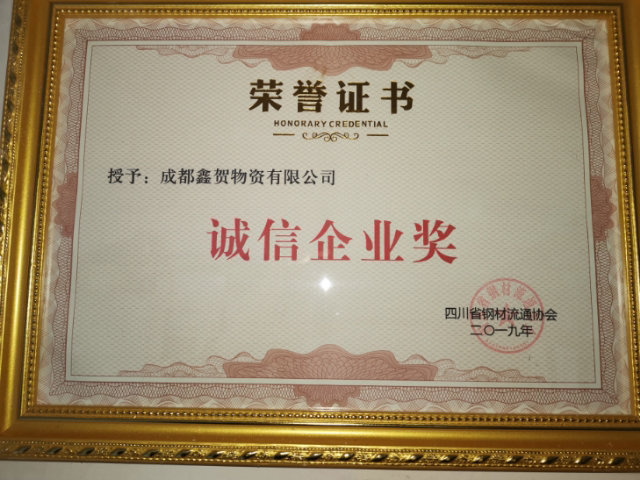 荣誉证书
HONORARY CREDENTIAL
授予：成都鑫贺物资有限公司
诚信企业奖
四川省钢材流通协会
二〇一九年